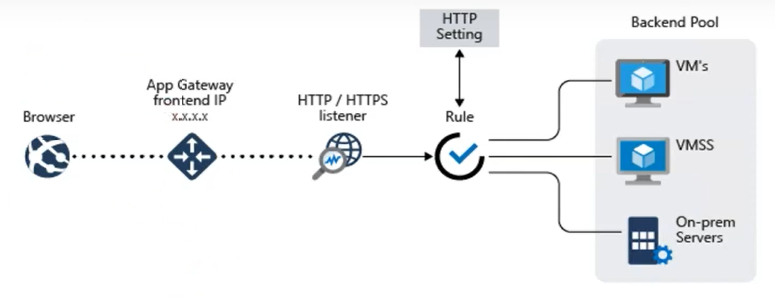 HTTP
Setting
Backend Pool
App Gateway
frontend IP
x.x.x.x
HTTP / HTTPS
listener
Browser
Rule
VM's
VMSS
On-prem
Servers